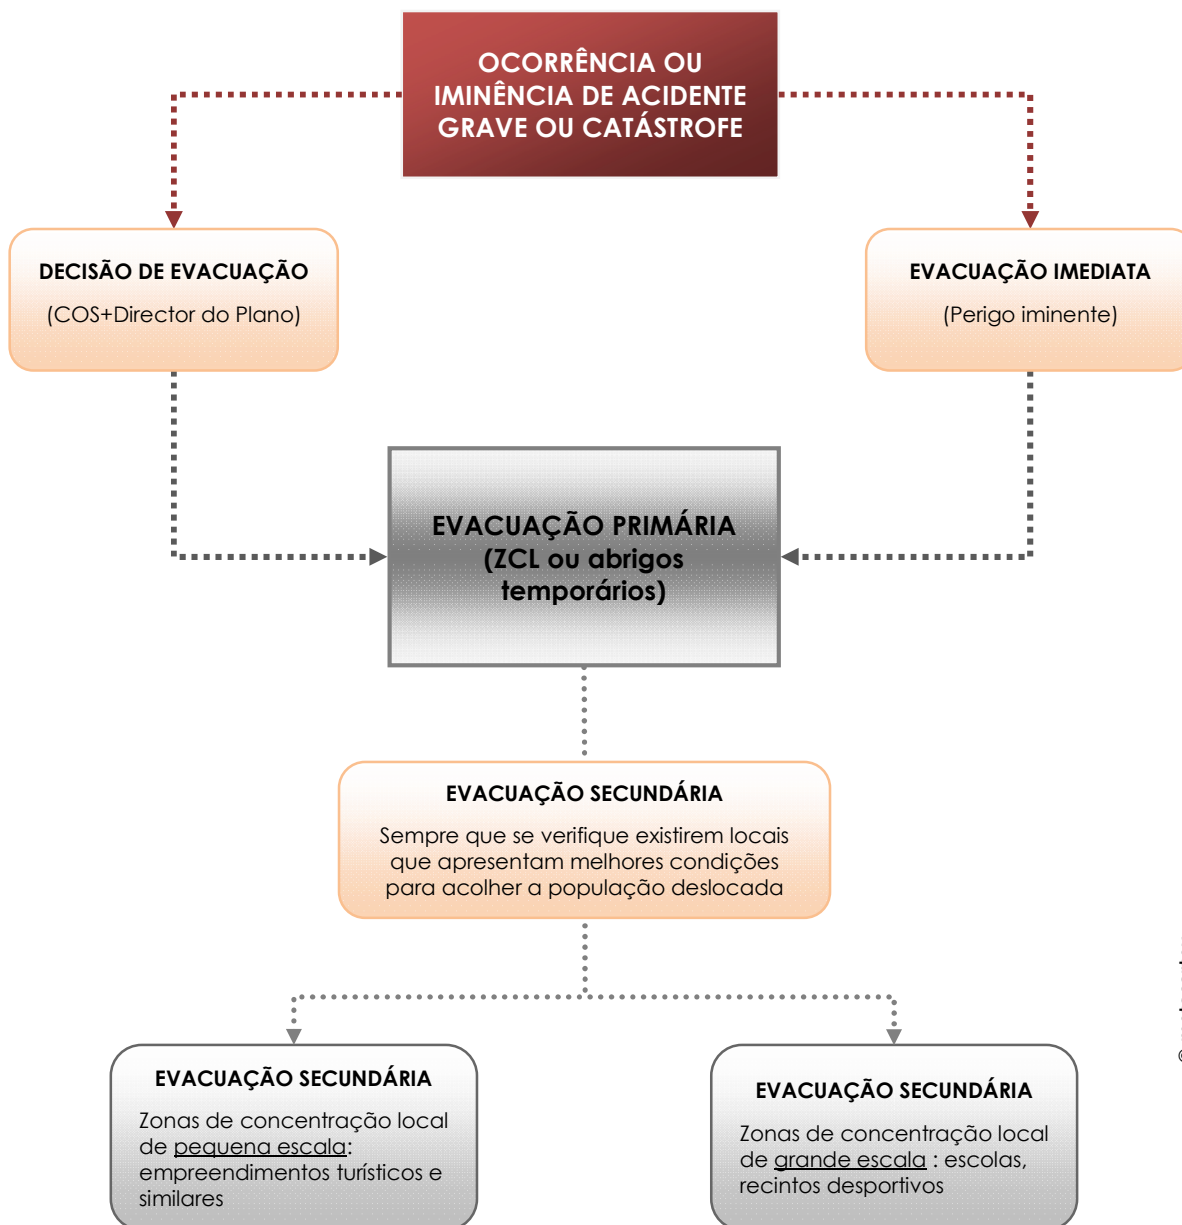 OCORRÊNCIA OU
IMINÊNCIA DE ACIDENTE
GRAVE OU CATÁSTROFE
DECISÃO DE EVACUAÇÃO
(COS+Director do Plano)
EVACUAÇÃO IMEDIATA
(Perigo iminente)
EVACUAÇÃO PRIMÁRIA
(ZCL ou abrigos
temporários)
EVACUAÇÃO SECUNDÁRIA
Sempre que se verifique existirem locais
que apresentam melhores condições
para acolher a população deslocada
EVACUAÇÃO SECUNDÁRIA
Zonas de concentração local
de pequena escala:
empreendimentos turísticos e
similares
EVACUAÇÃO SECUNDÁRIA
Zonas de concentração local
de grande escala : escolas,
recintos desportivos